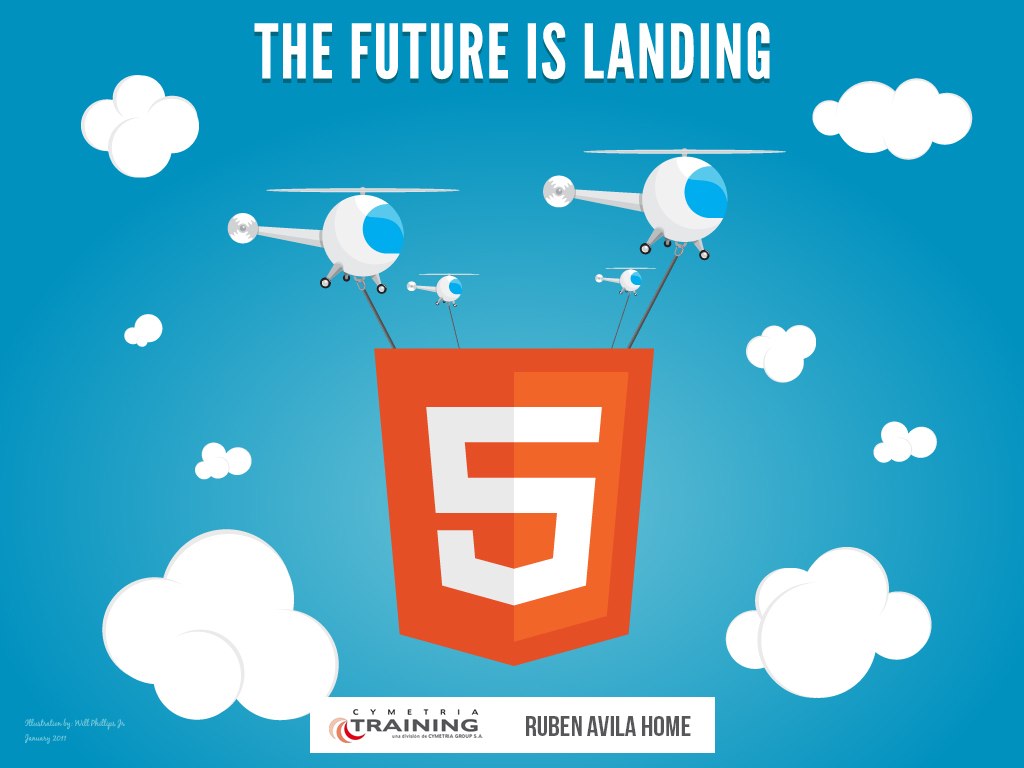 THE FUTURE IS LANDING
5
Illustration by: Will Phillips Jr.
January 2011
CYMETRIA
TRAINING
una división de CYMETRIA GROUP S.A
RUBEN AVILA HOME